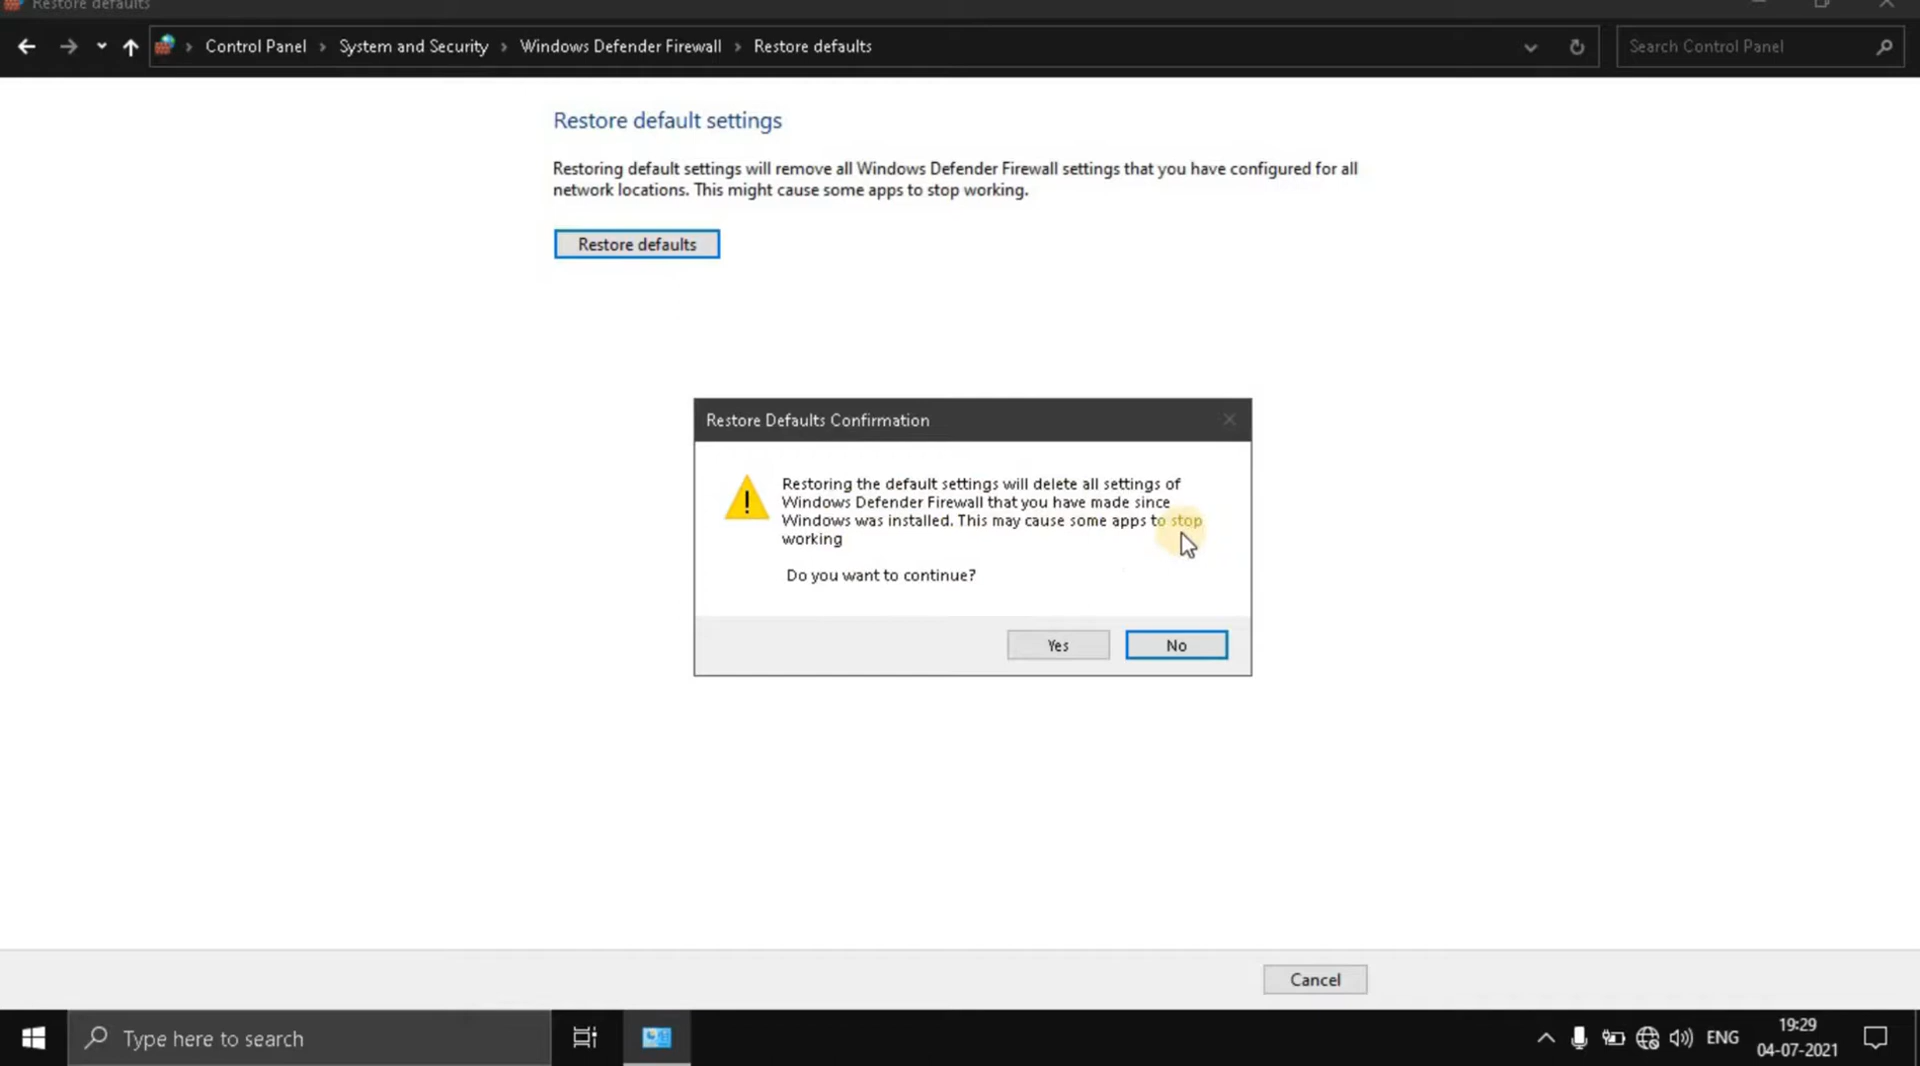 Restore defaults
Control Panel > System and Security > Windows Defender Firewall > Restore defaults
Search Control Panel
Restore default settings
Restoring default settings will remove all Windows Defender Firewall settings that you have configured for all
network locations. This might cause some apps to stop working.
Restore defaults
Restore Defaults Confirmation
Restoring the default settings will delete all settings of
Windows Defender Firewall that you have made since
Windows was installed. This may cause some apps to stop
working
Do you want to continue?
Yes
No
Cancel
Type here to search
ENG
19:29
04-07-2021